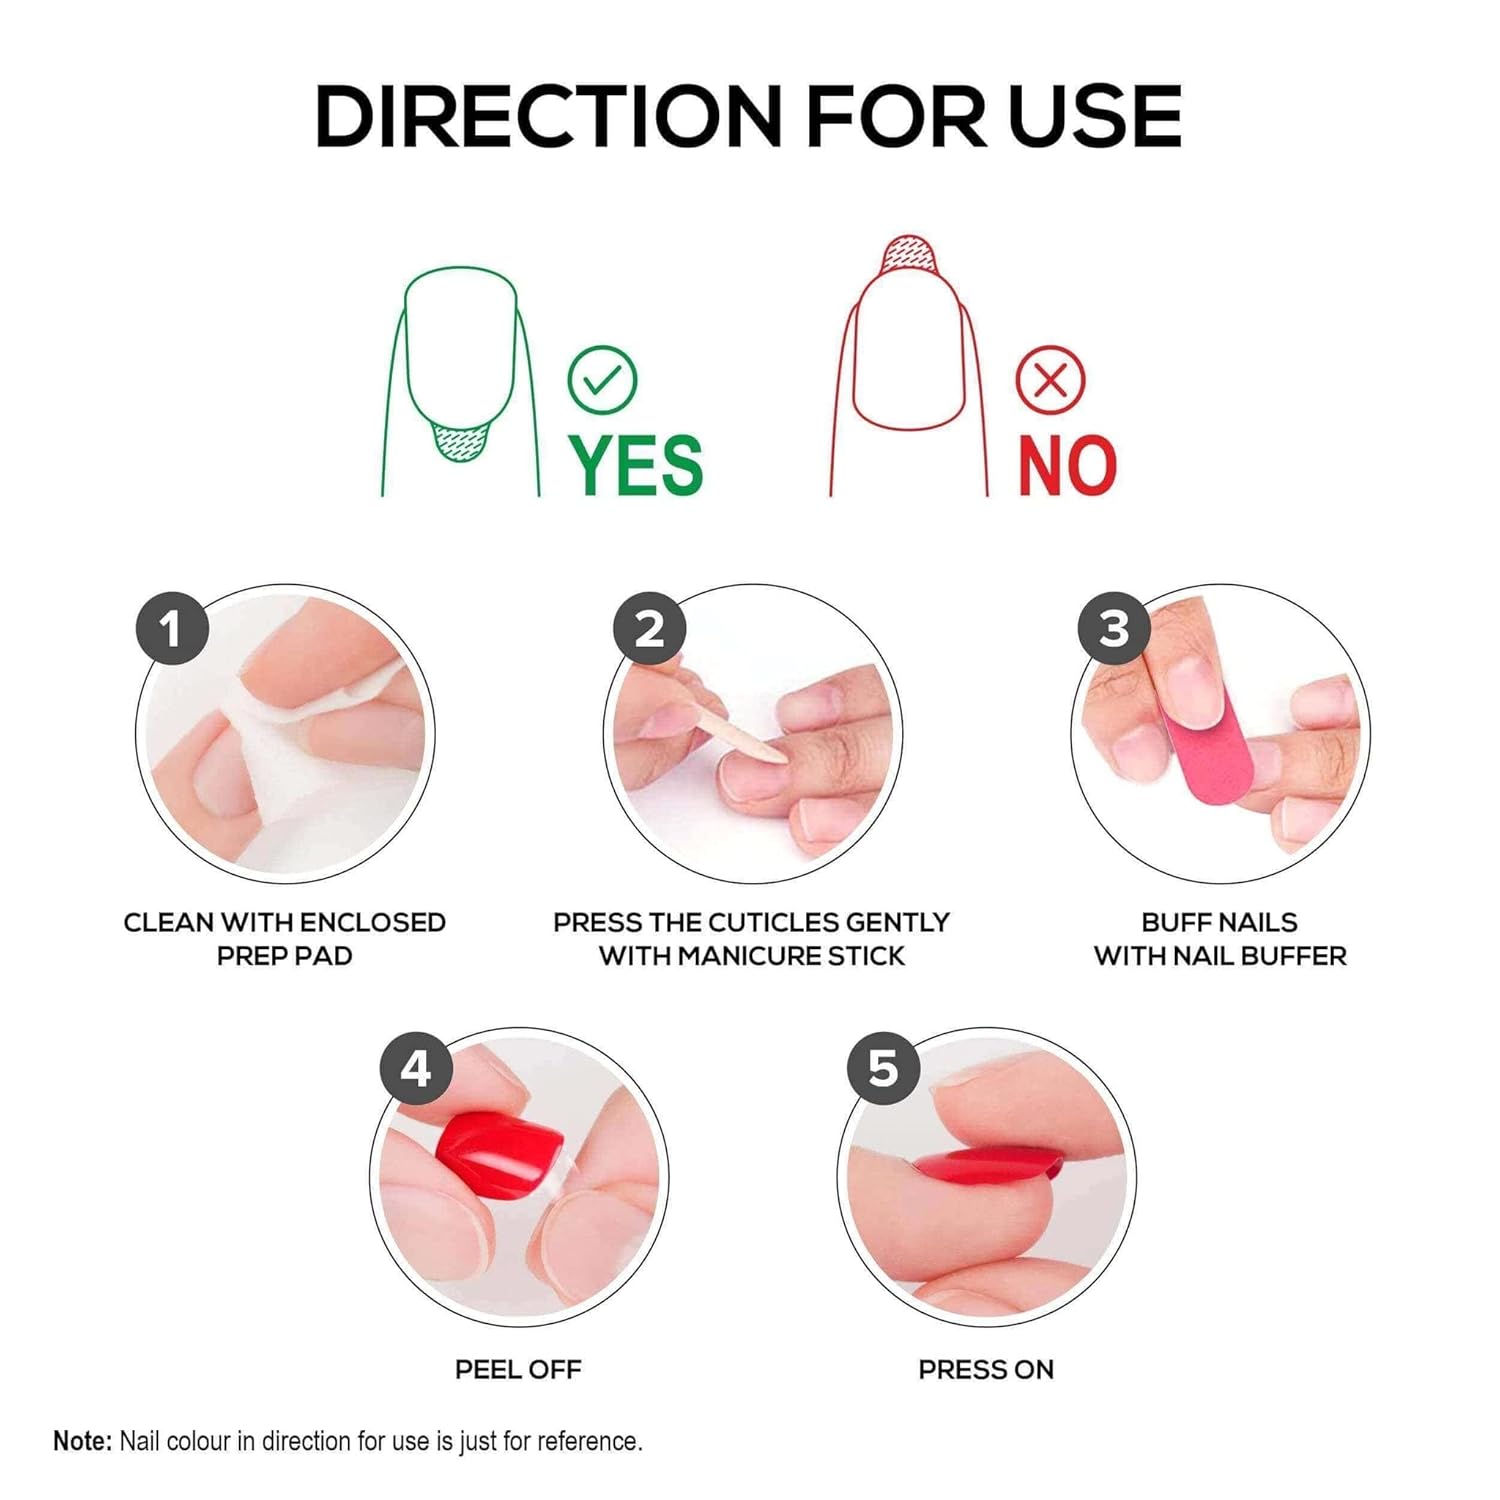 DIRECTION FOR USE
YES
NO
1
2
3
CLEAN WITH ENCLOSED
PREP PAD
PRESS THE CUTICLES GENTLY
WITH MANICURE STICK
BUFF NAILS
WITH NAIL BUFFER
4
5
PEEL OFF
PRESS ON
Note: Nail colour in direction for use is just for reference.